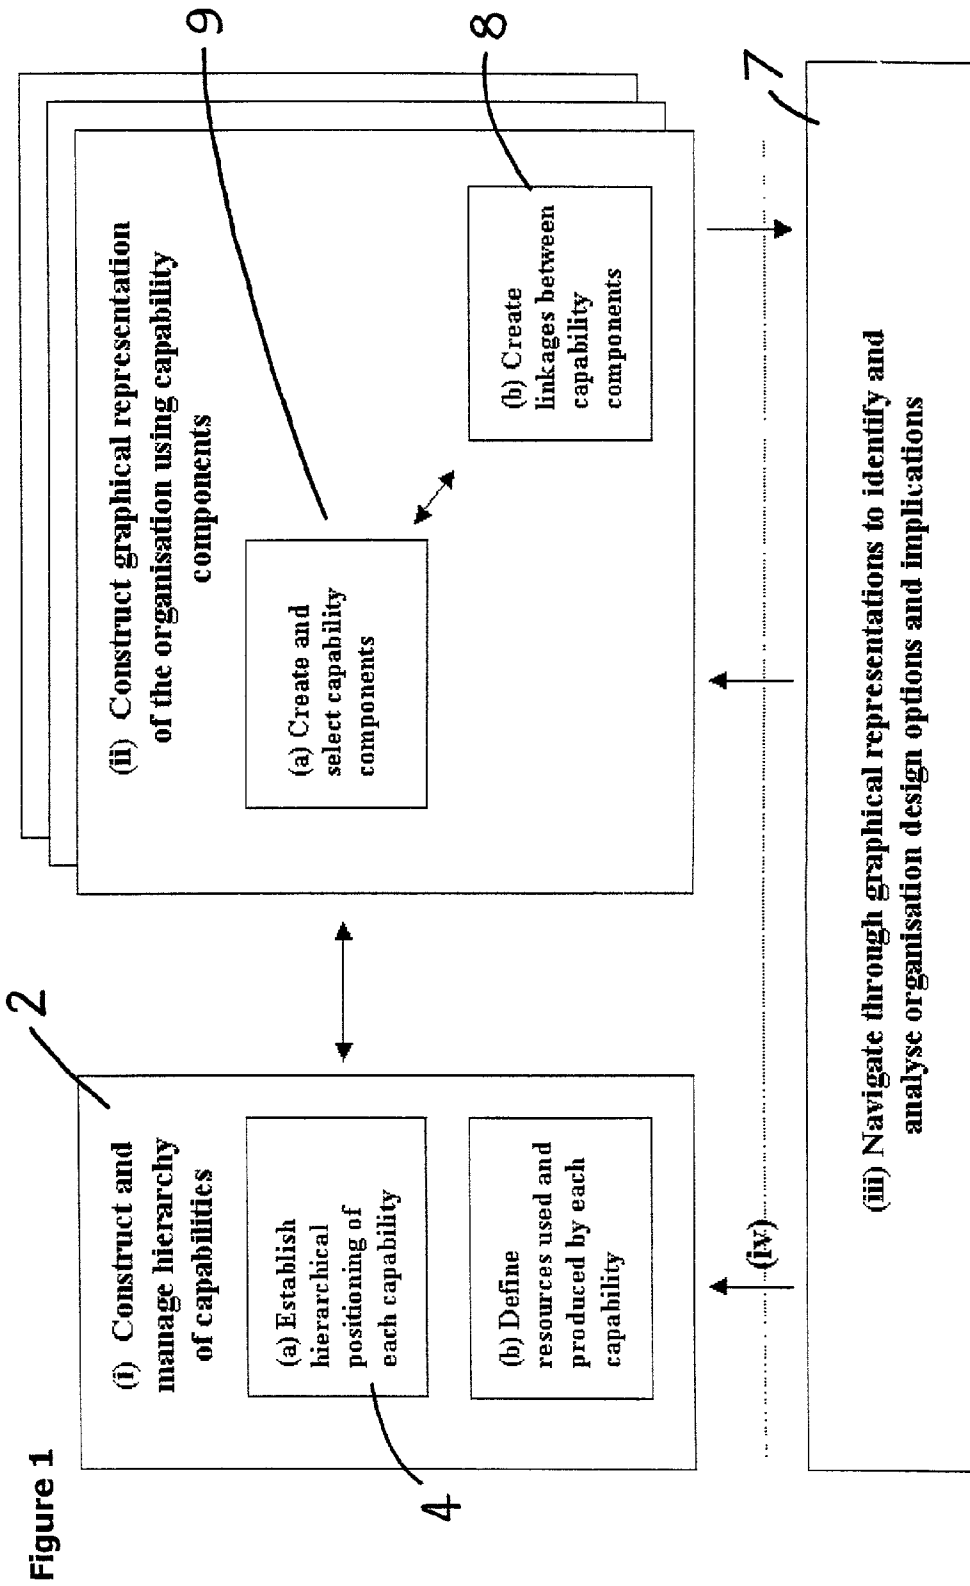 Figure 1
2
(i) Construct and
manage hierarchy
of capabilities
(a) Establish
hierarchical
positioning of
each capability
4
(b) Define
resources used and
produced by each
capability
9
(ii) Construct graphical representation
of the organisation using capability
components
(a) Create and
select capability
components
8
(b) Create
linkages between
capability
components
(iv)
7
(iii) Navigate through graphical representations to identify and
analyse organisation design options and implications